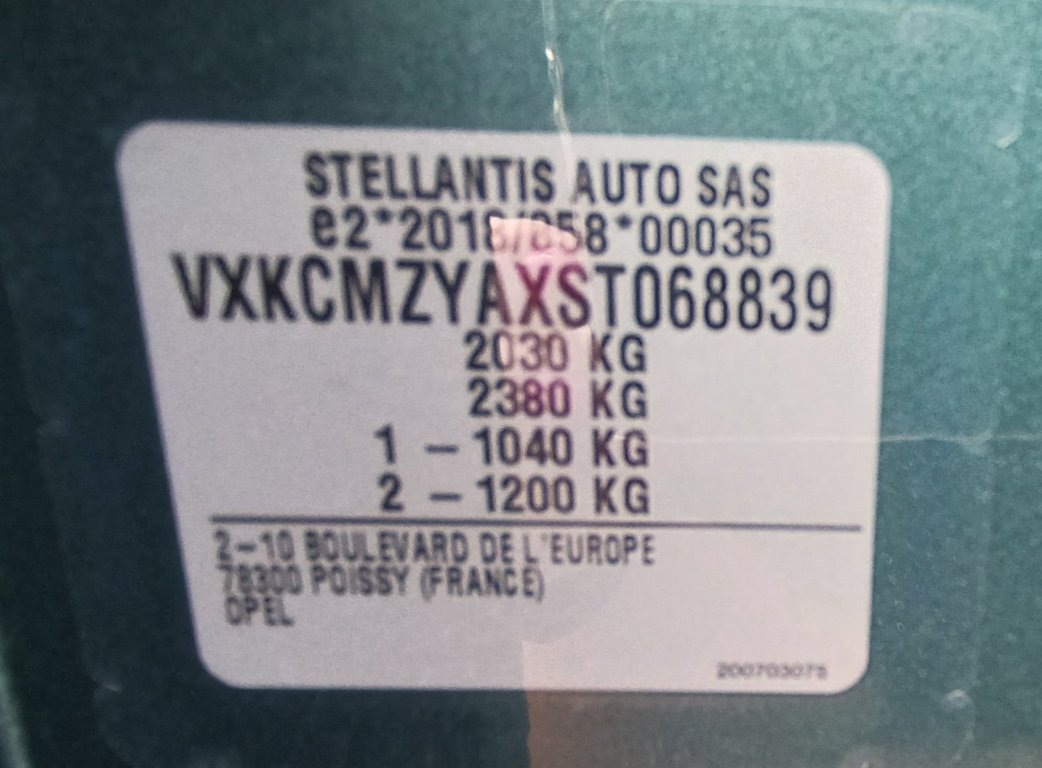 STELLANTIS AUTO SAS
e2*2018/858*00035
VXKCMZYAXST068839
2030 KG
2380 KG
1 – 1040 KG
2 – 1200 KG
2–10 BOULEVARD DE L'EUROPE
78300 POISSY (FRANCE)
OPEL
200703075